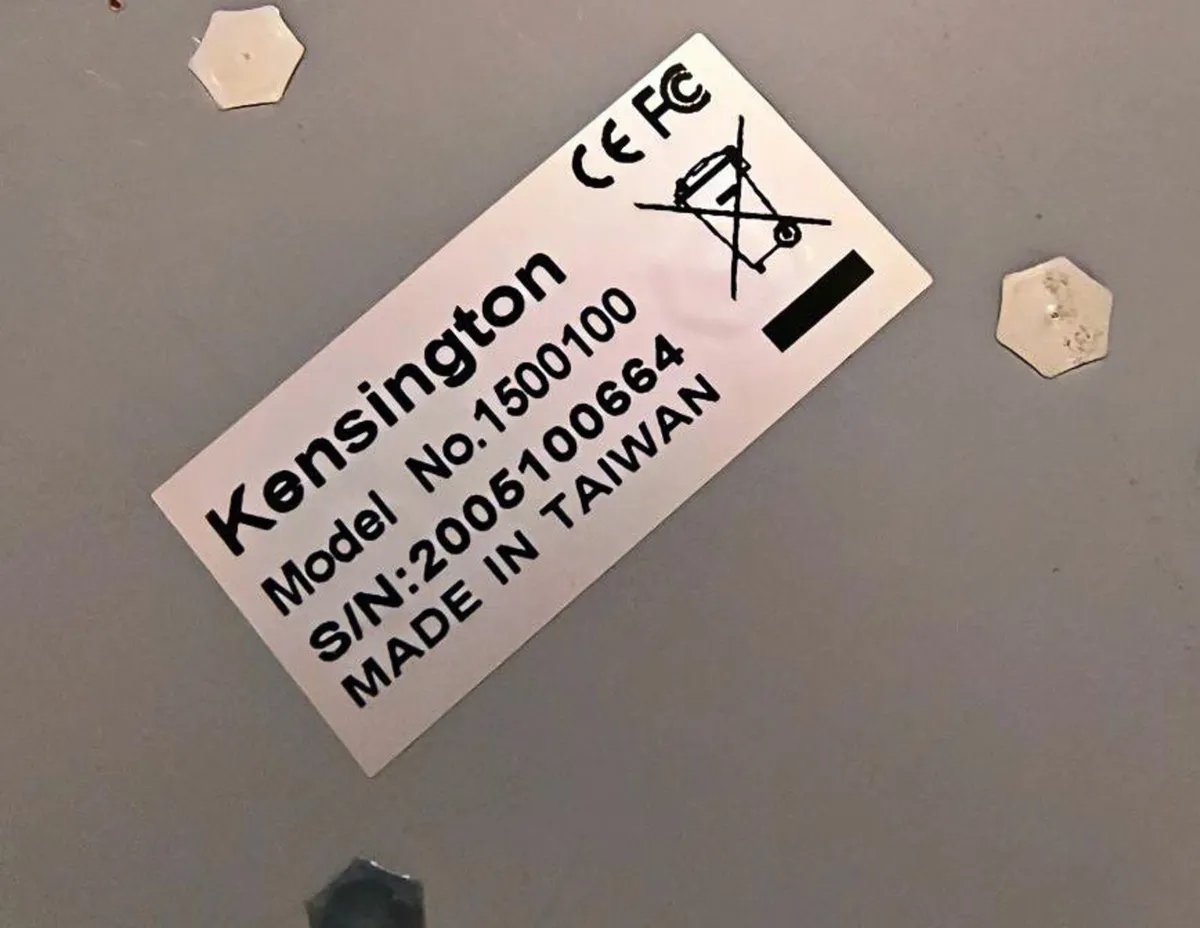 CE FC
Kensington
Model No.1500100
S/N:2005100664
MADE IN TAIWAN